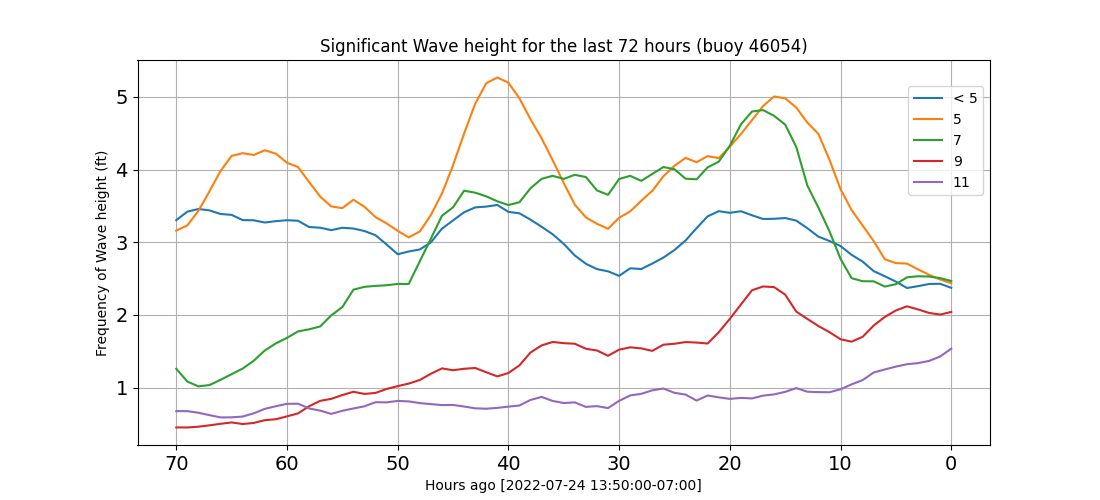 Significant Wave height for the last 72 hours (buoy 46054)
Frequency of Wave height (ft)
5
4
3
2
1
< 5
5
7
9
11
70 60 50 40 30 20 10 0
Hours ago [2022-07-24 13:50:00-07:00]